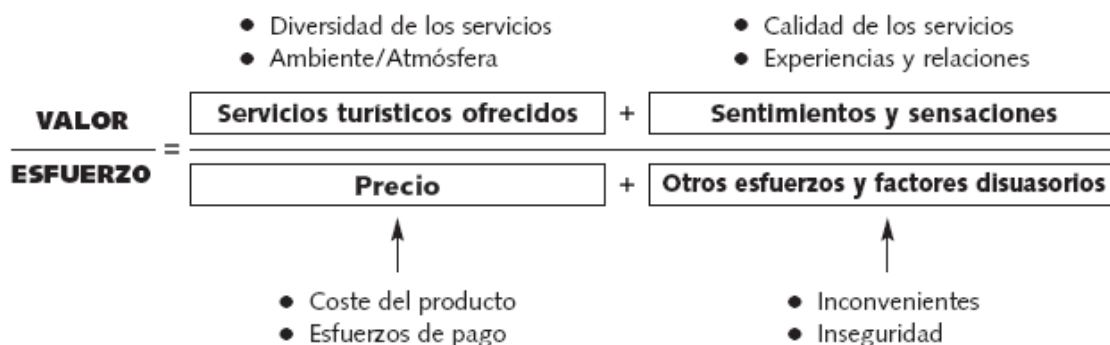 ● Diversidad de los servicios
● Ambiente/Atmósfera
● Calidad de los servicios
● Experiencias y relaciones
VALOR
ESFUERZO
=
Servicios turísticos ofrecidos + Sentimientos y sensaciones
Precio + Otros esfuerzos y factores disuasorios
● Coste del producto
● Esfuerzos de pago
● Inconvenientes
● Inseguridad